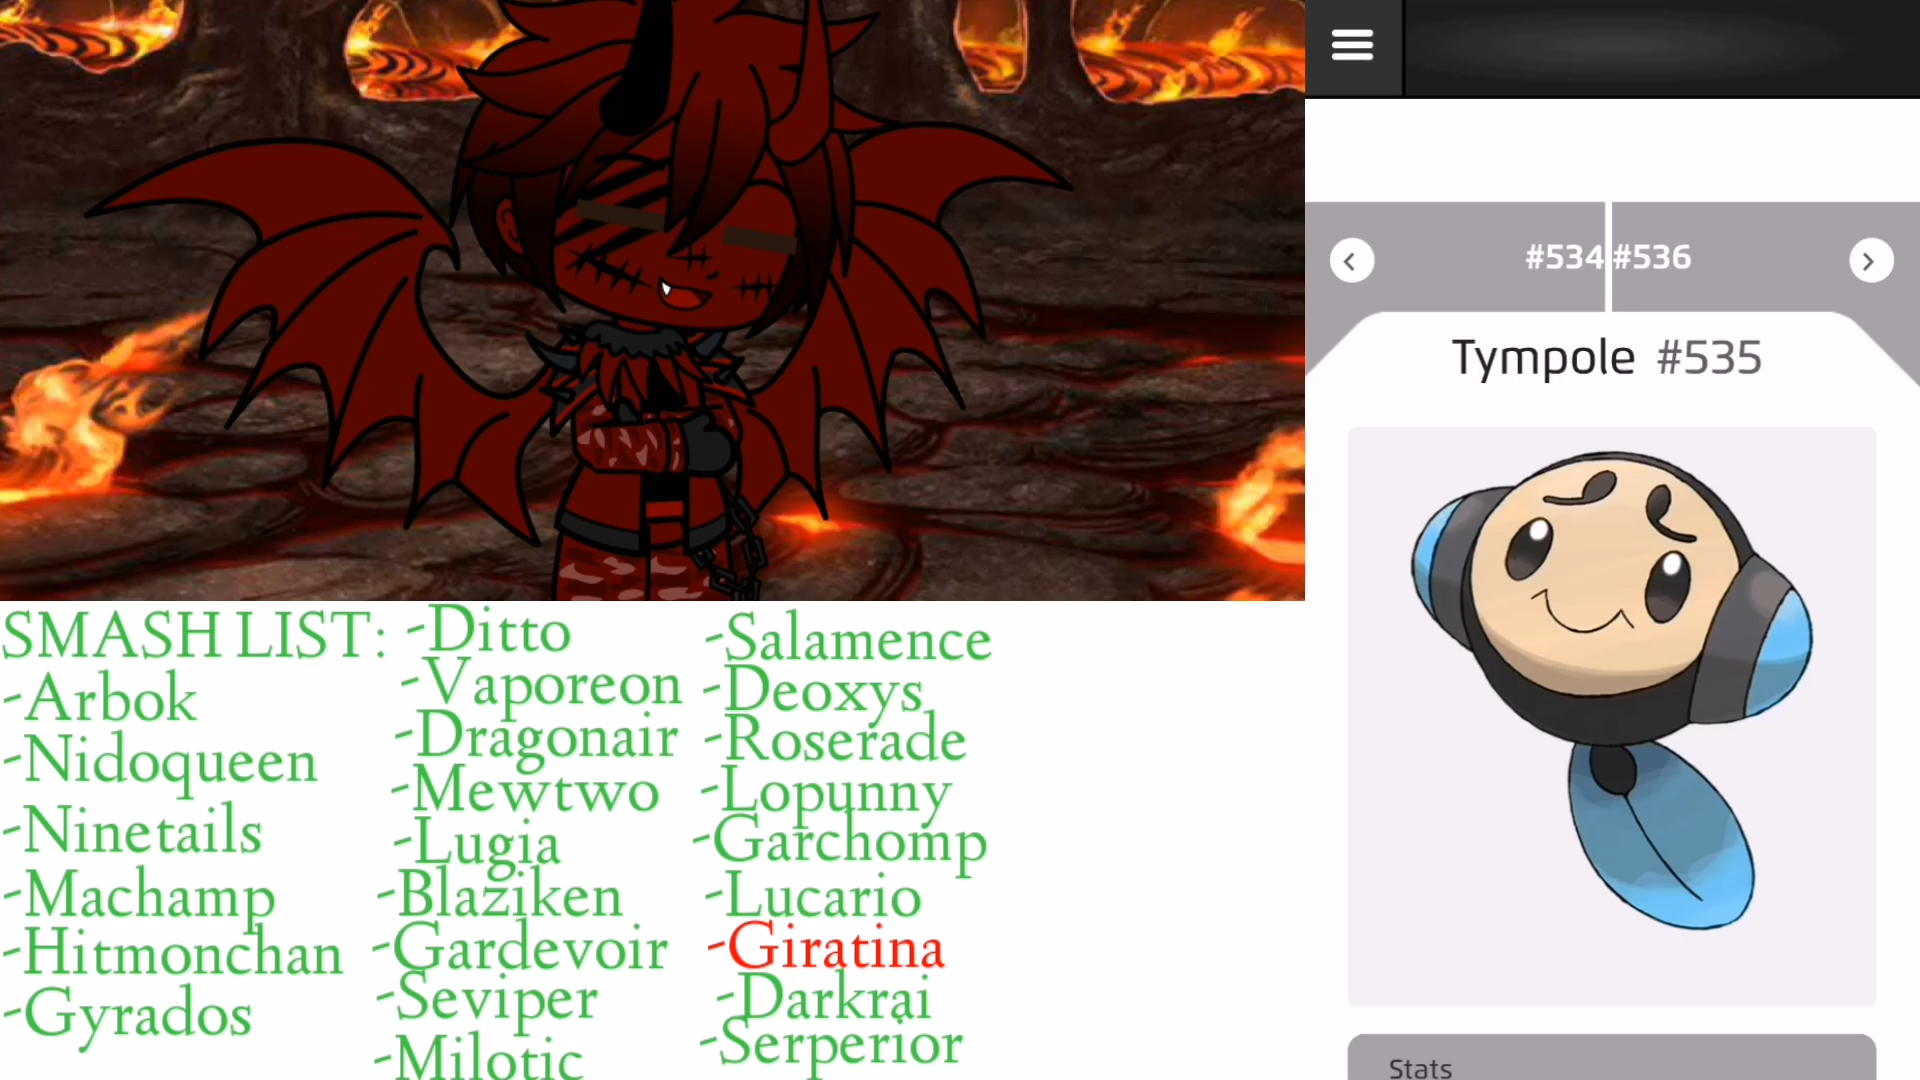 #534 #536
Tympole #535
SMASH LIST:
-Arbok
-Nidoqueen
-Ninetails
-Machamp
-Hitmonchan
-Gyrados
-Ditto
-Vaporeon
-Dragonair
-Mewtwo
-Lugia
-Blaziken
-Gardevoir
-Seviper
-Milotic
-Salamence
-Deoxys
-Roserade
-Lopunny
-Garchomp
-Lucario
-Giratina
-Darkrai
-Serperior
Stats